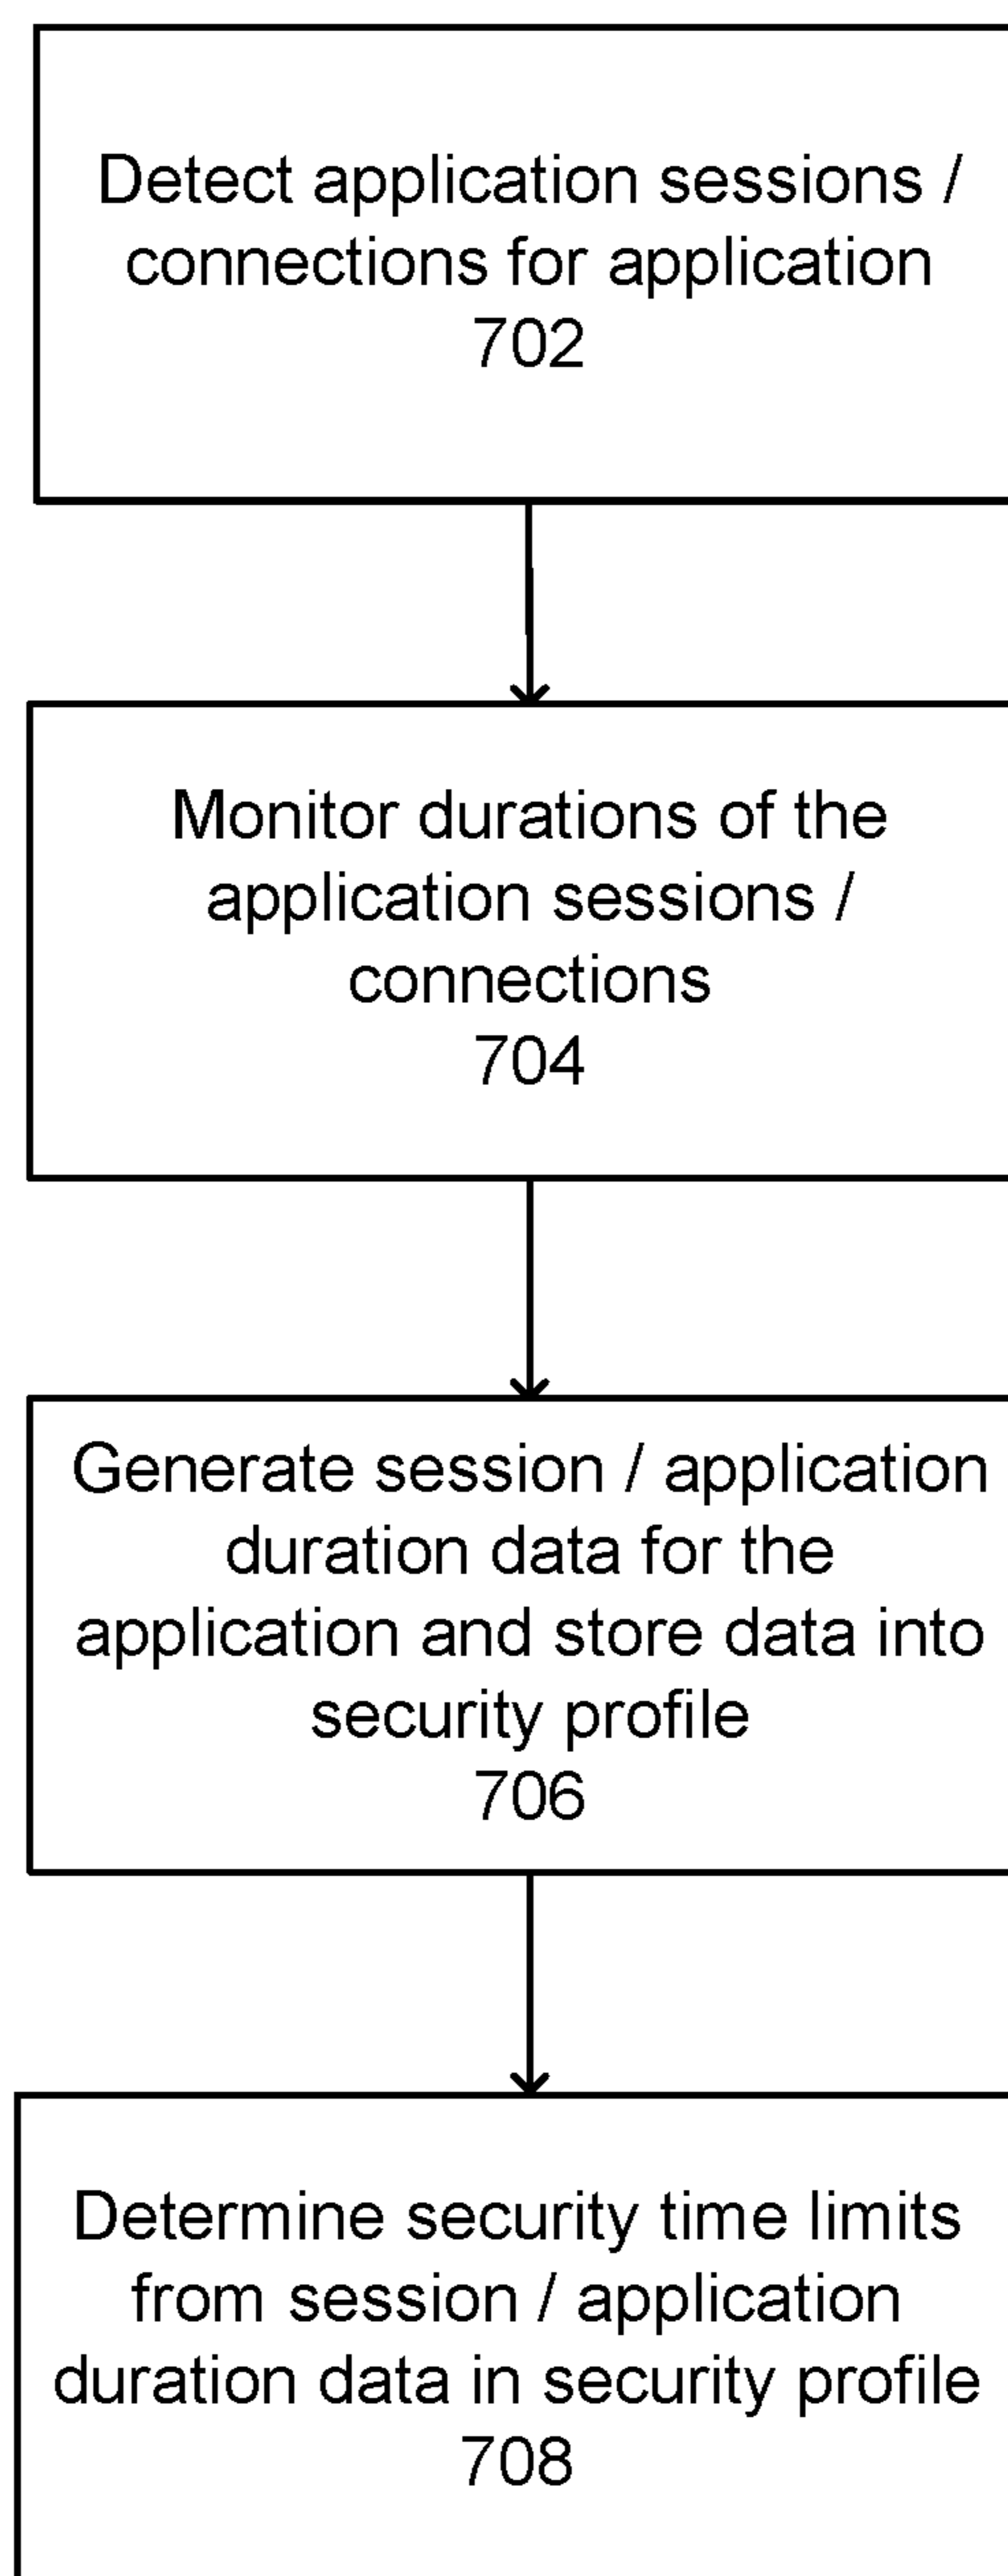 Detect application sessions /
connections for application
702
Monitor durations of the
application sessions /
connections
704
Generate session / application
duration data for the
application and store data into
security profile
706
Determine security time limits
from session / application
duration data in security profile
708